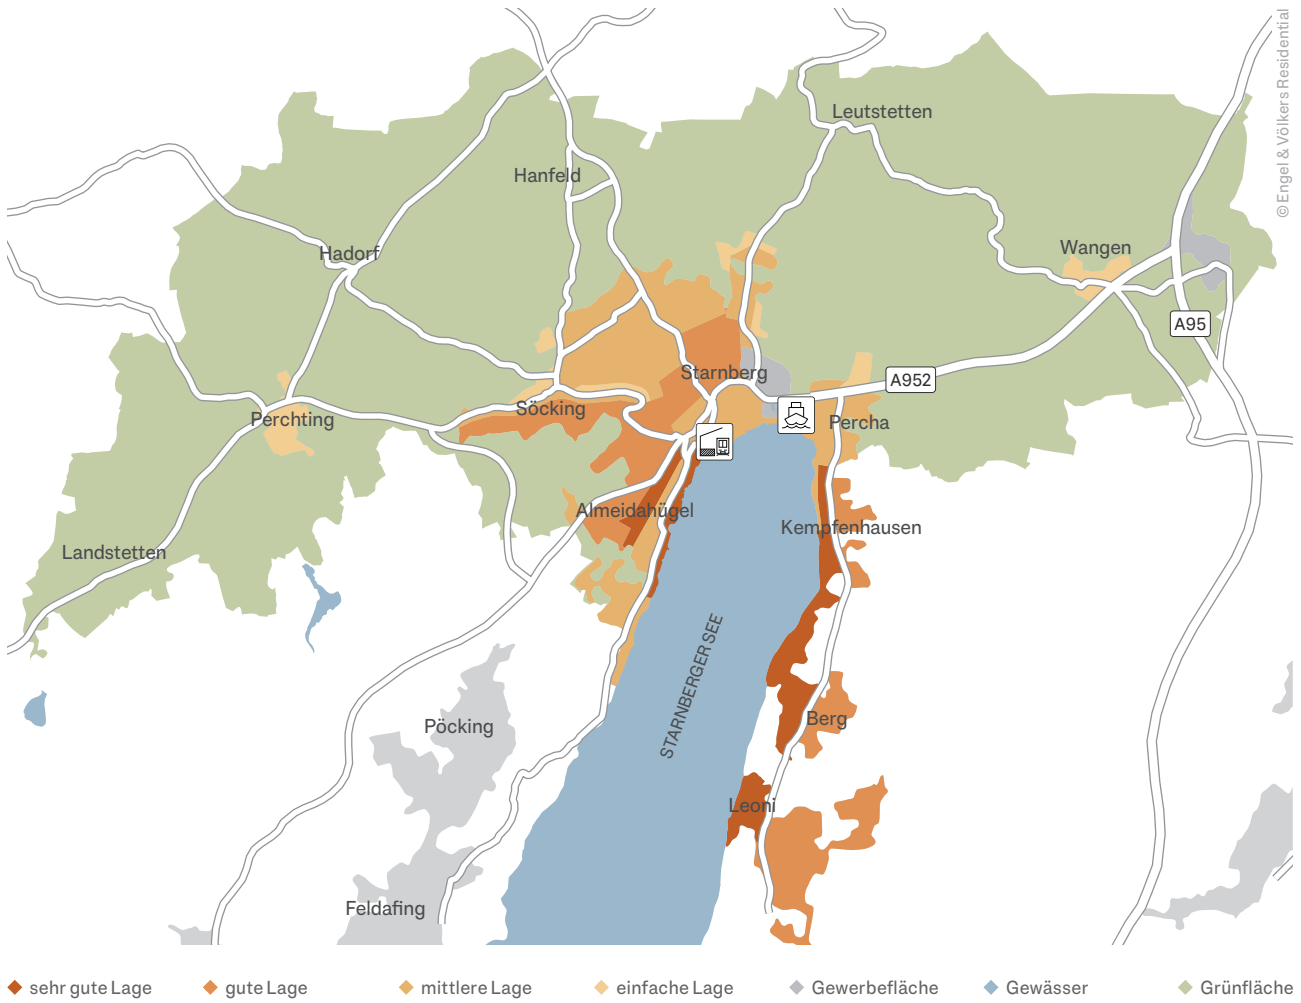 © Engel & Völkers Residential
Leutstetten
Hanfeld
Hadorf
Wangen
A95
Starnberg
A952
Söcking
Perchting
Percha
Almeidahügel
Kempfenhausen
Landstetten
STARNBERGER SEE
Pöcking
Berg
Leoni
Feldafing
sehr gute Lage
gute Lage
mittlere Lage
einfache Lage
Gewerbefläche
Gewässer
Grünfläche